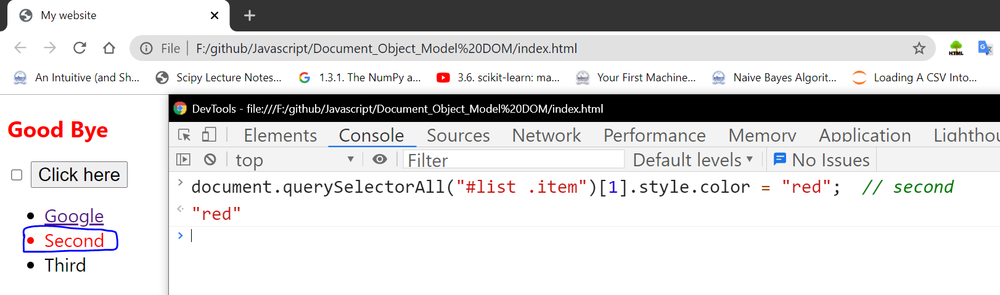 My website
File F:/github/Javascript/Document_Object_Model%20DOM/index.html
HTML
An Intuitive (and Sh... Scipy Lecture Notes... 1.3.1. The NumPy a... 3.6. scikit-learn: ma... Your First Machine... Naive Bayes Algorit... Loading A CSV Into...
DevTools - file:///F:/github/Javascript/Document_Object_Model%20DOM/index.html
Good Bye
Elements Console Sources Network Performance Memory Application Lighthou
top Filter Default levels No Issues
Click here
document.querySelectorAll("#list .item")[1].style.color = "red"; // second
"red"
Google
Second
Third